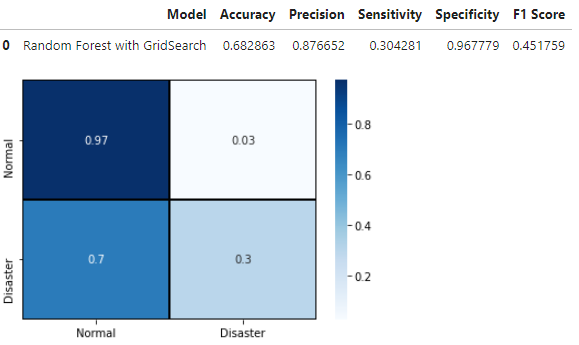 Model Accuracy Precision Sensitivity Specificity F1 Score
0 Random Forest with GridSearch 0.682863 0.876652 0.304281 0.967779 0.451759
Normal 0.97 0.03
Disaster 0.7 0.3
Normal Disaster
0.8
0.6
0.4
0.2